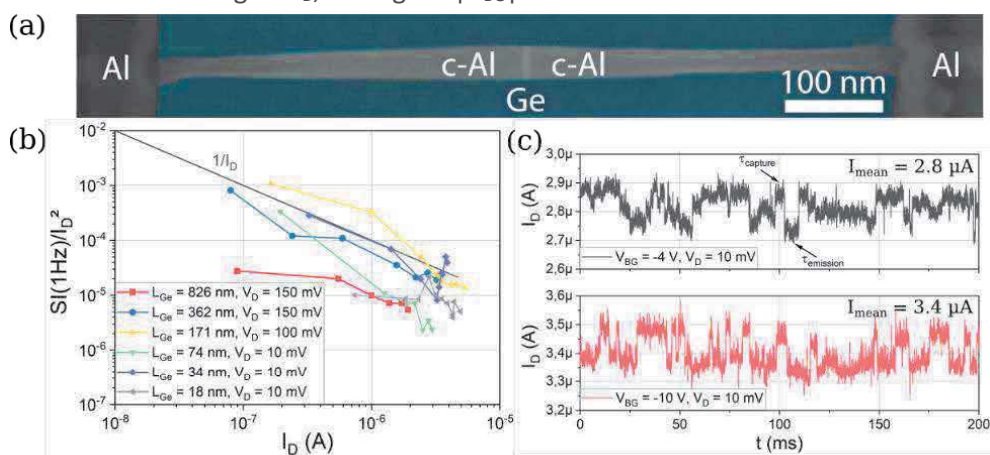 (a)
Al
c-Al
c-Al
Al
Ge
100 nm
(b)
10⁻²
10⁻³
10⁻⁴
10⁻⁵
10⁻⁶
10⁻⁷
SI(1Hz)/I_D²
1/I_D
L_Ge = 826 nm, V_D = 150 mV
L_Ge = 362 nm, V_D = 150 mV
L_Ge = 171 nm, V_D = 100 mV
L_Ge = 74 nm, V_D = 10 mV
L_Ge = 34 nm, V_D = 10 mV
L_Ge = 18 nm, V_D = 10 mV
10⁻⁸
10⁻⁷
10⁻⁶
10⁻⁵
I_D (A)
(c)
3,0µ
2,9µ
2,8µ
2,7µ
2,6µ
I_D (A)
τ_capture
I_mean = 2.8 µA
τ_emission
V_BG = -4 V, V_D = 10 mV
3,6µ
3,5µ
3,4µ
3,3µ
3,2µ
I_D (A)
I_mean = 3.4 µA
V_BG = -10 V, V_D = 10 mV
0
50
100
150
200
t (ms)